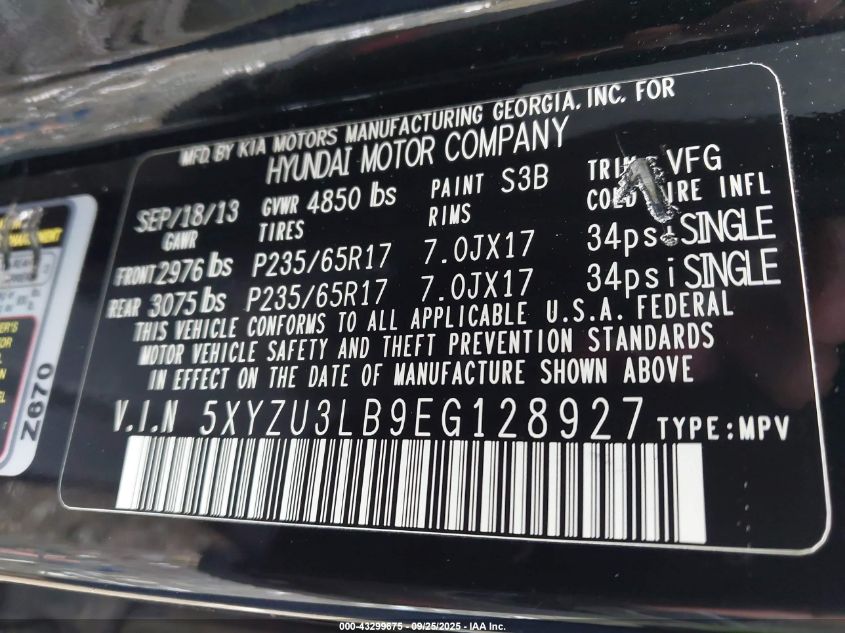 MFD BY KIA MOTORS MANUFACTURING GEORGIA, INC. FOR
HYUNDAI MOTOR COMPANY
SEP/18/13 GVWR 4850 lbs PAINT S3B TRIM VFG
GAWR TIRES RIMS INFL
FRONT 2976 lbs P235/65R17 7.0JX17 34psi SINGLE
REAR 3075 lbs P235/65R17 7.0JX17 34psi SINGLE
THIS VEHICLE CONFORMS TO ALL APPLICABLE U.S.A. FEDERAL
MOTOR VEHICLE SAFETY AND THEFT PREVENTION STANDARDS
IN EFFECT ON THE DATE OF MANUFACTURE SHOWN ABOVE
V.I.N 5XYZU3LB9EG128927 TYPE:MPV
Z670
000-43299675 - 09/25/2025 - IAA Inc.